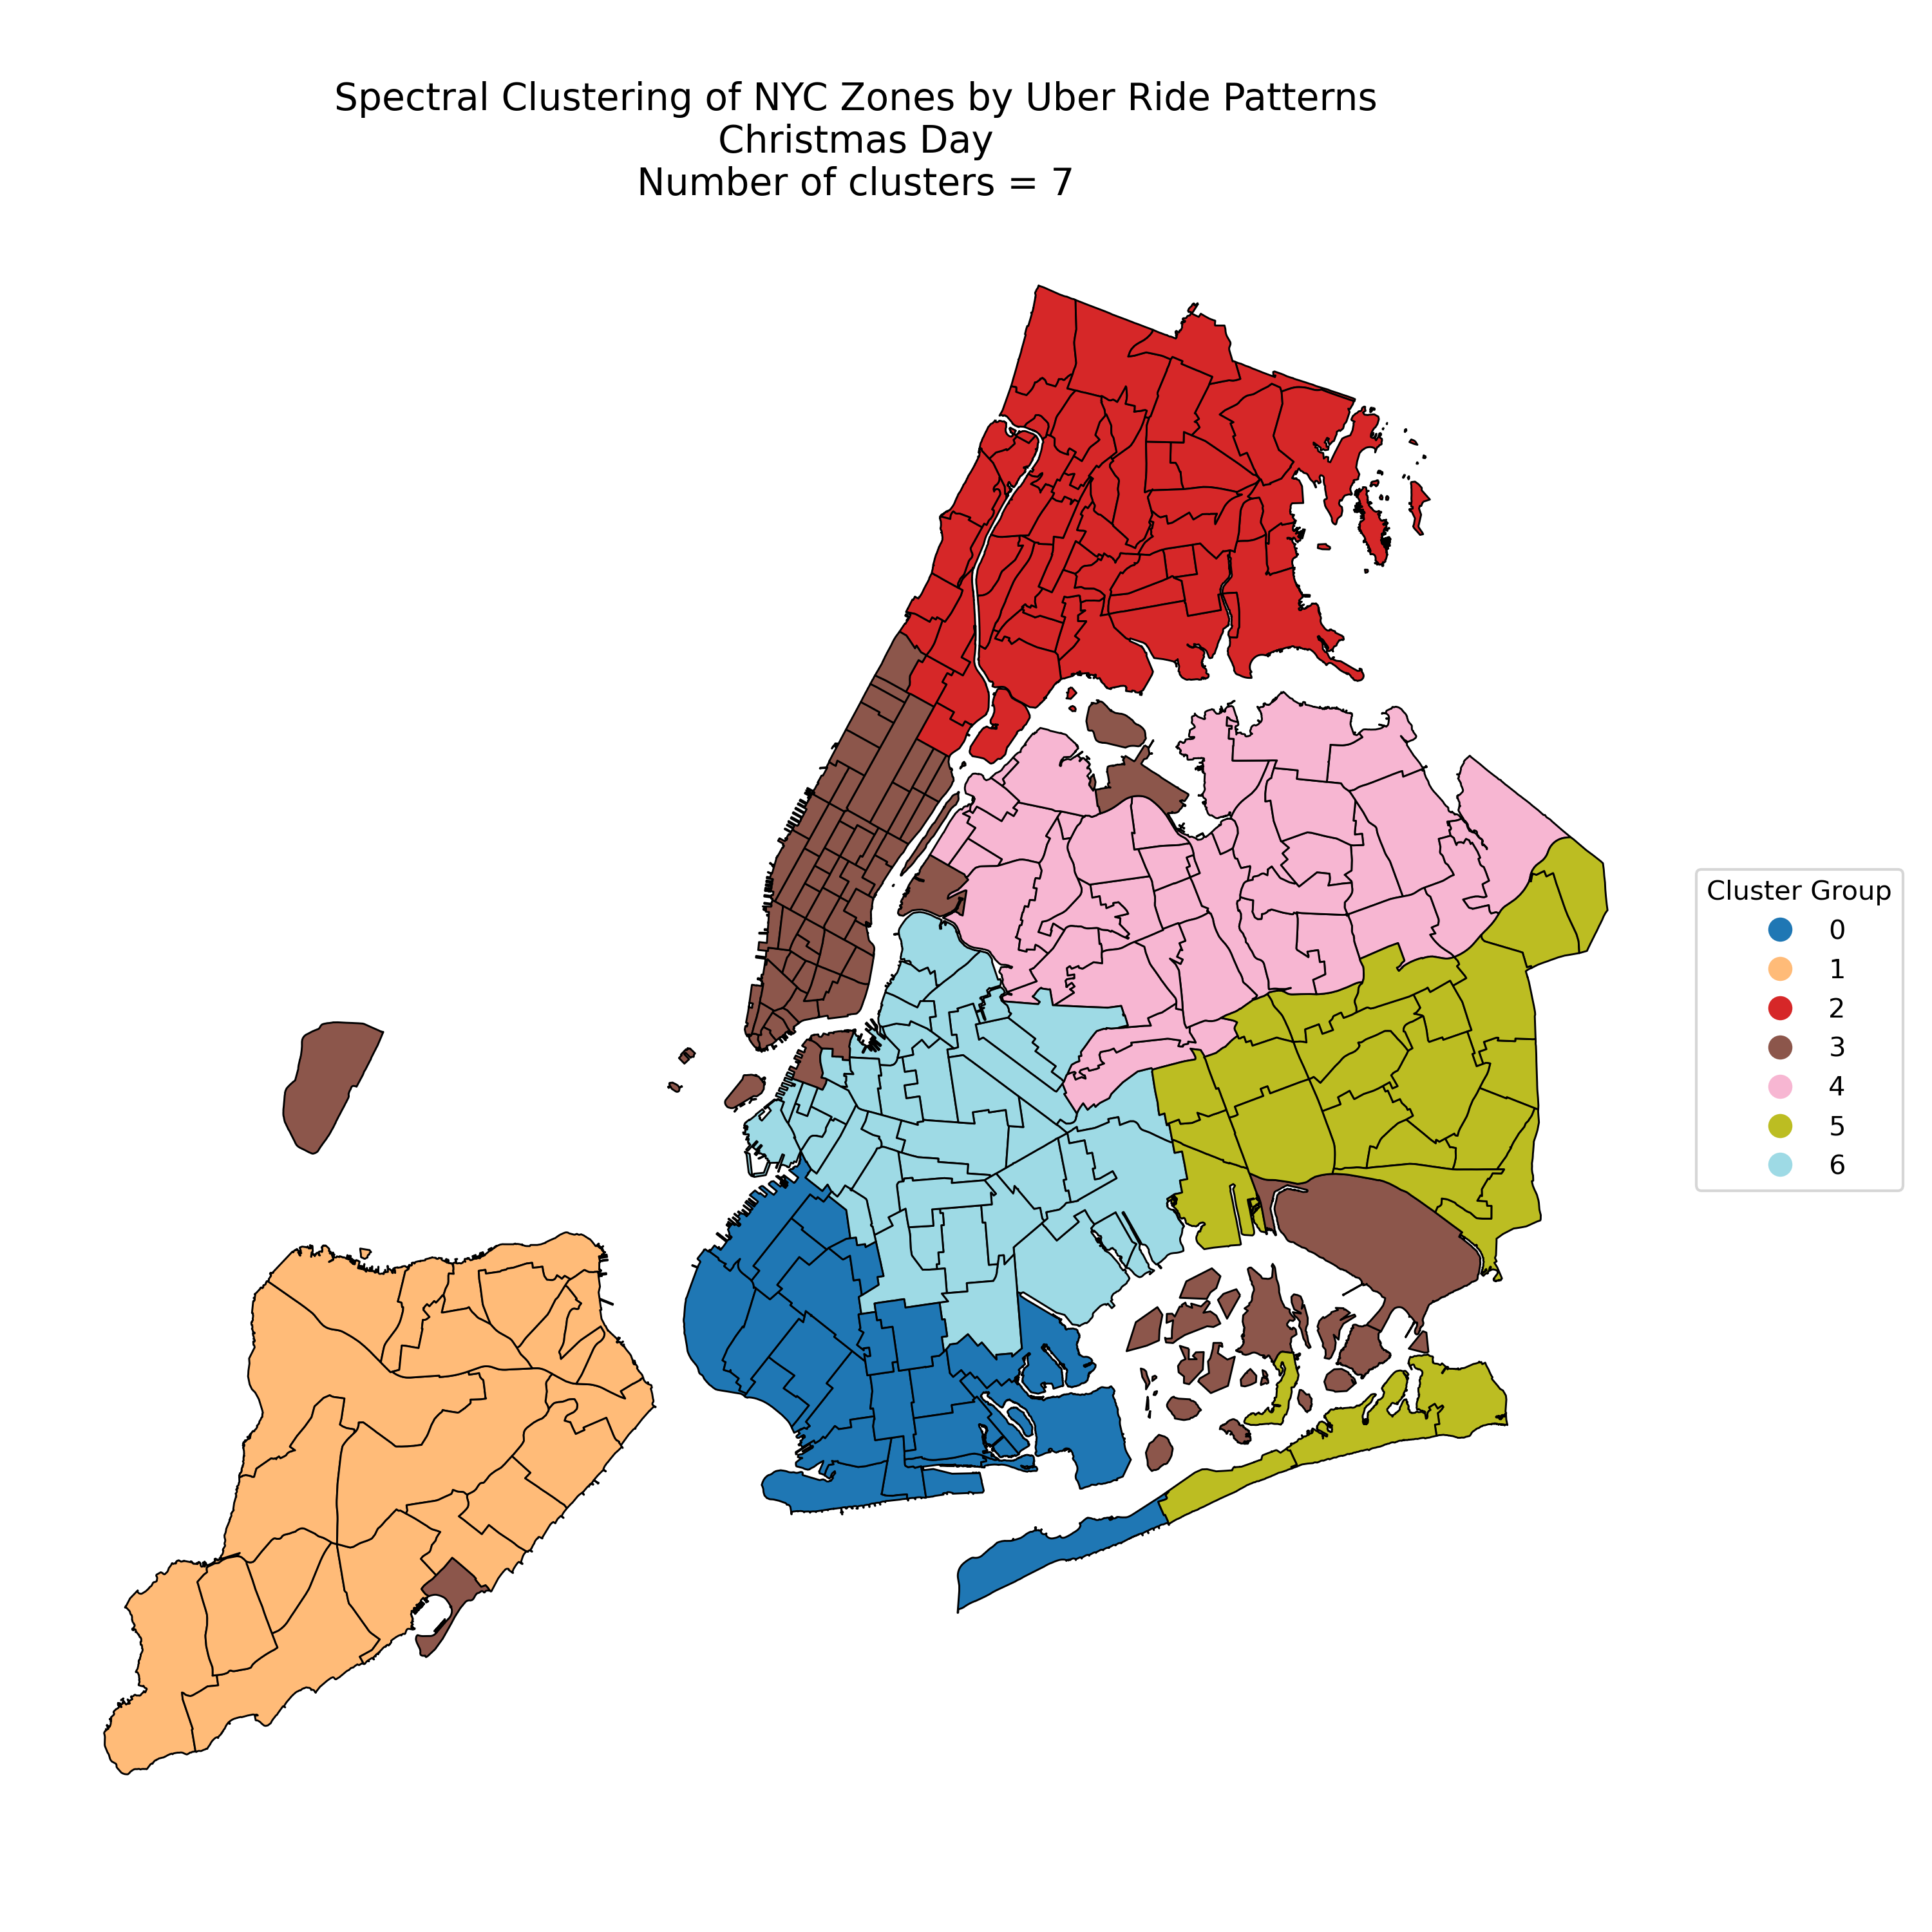 Spectral Clustering of NYC Zones by Uber Ride Patterns
Christmas Day
Number of clusters = 7
Cluster Group
0
1
2
3
4
5
6